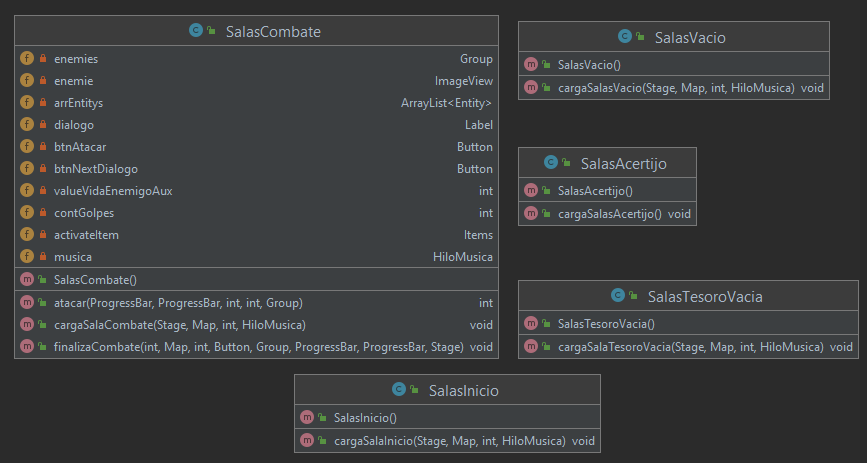 SalasCombate
enemies Group
enemie ImageView
arrEntitys ArrayList<Entity>
dialogo Label
btnAtacar Button
btnNextDialogo Button
valueVidaEnemigoAux int
contGolpes int
activateItem Items
musica HiloMusica
SalasCombate()
atacar(ProgressBar, ProgressBar, int, int, Group) int
cargaSalaCombate(Stage, Map, int, HiloMusica) void
finalizaCombate(int, Map, int, Button, Group, ProgressBar, ProgressBar, Stage) void
SalasVacio
SalasVacio()
cargaSalasVacio(Stage, Map, int, HiloMusica) void
SalasAcertijo
SalasAcertijo()
cargaSalasAcertijo() void
SalasTesoroVacia
SalasTesoroVacia()
cargaSalaTesoroVacia(Stage, Map, int, HiloMusica) void
SalasInicio
SalasInicio()
cargaSalaInicio(Stage, Map, int, HiloMusica) void